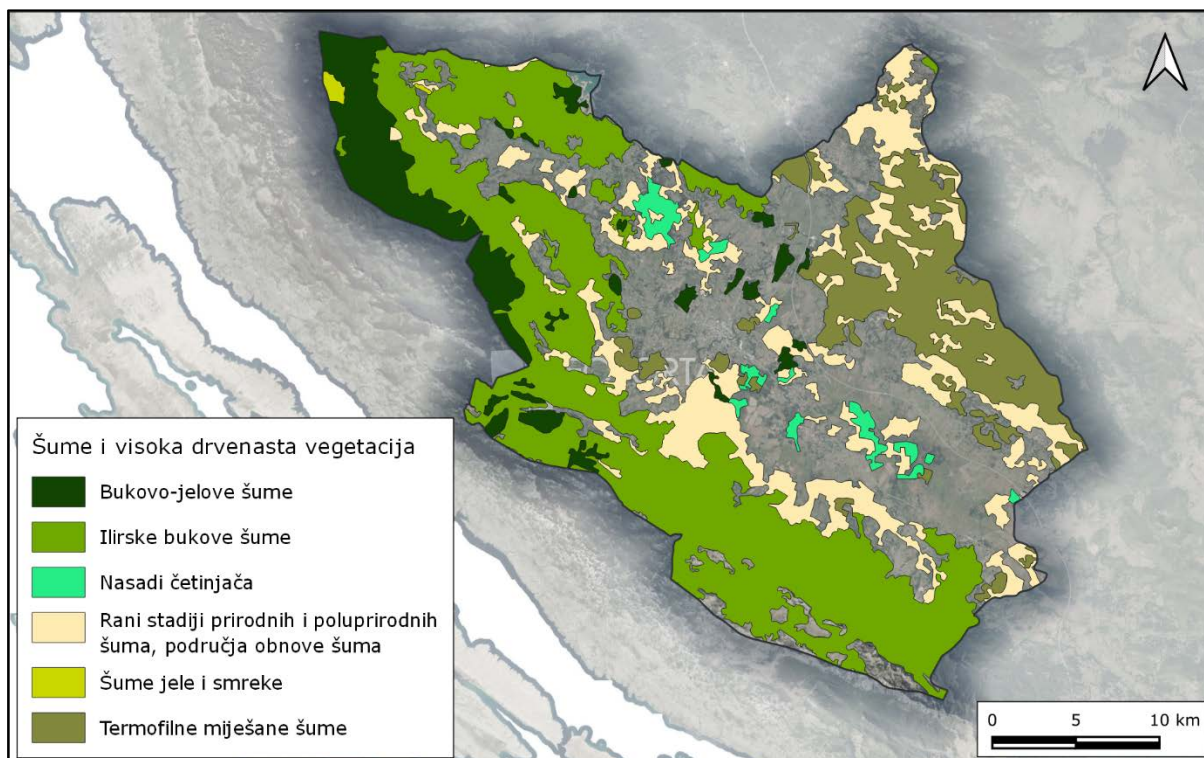 Šume i visoka drvenasta vegetacija
Bukovo-jelove šume
Ilirske bukove šume
Nasadi četinjača
Rani stadiji prirodnih i poluprirodnih
šuma, područja obnove šuma
Šume jele i smreke
Termofilne miješane šume
0 5 10 km